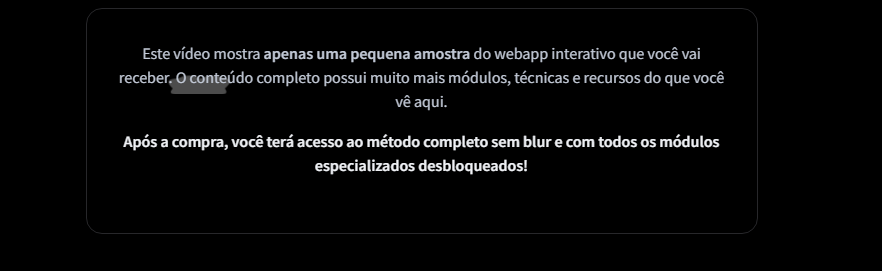 Este vídeo mostra apenas uma pequena amostra do webapp interativo que você vai
receber. O conteúdo completo possui muito mais módulos, técnicas e recursos do que você
vê aqui.
Após a compra, você terá acesso ao método completo sem blur e com todos os módulos
especializados desbloqueados!